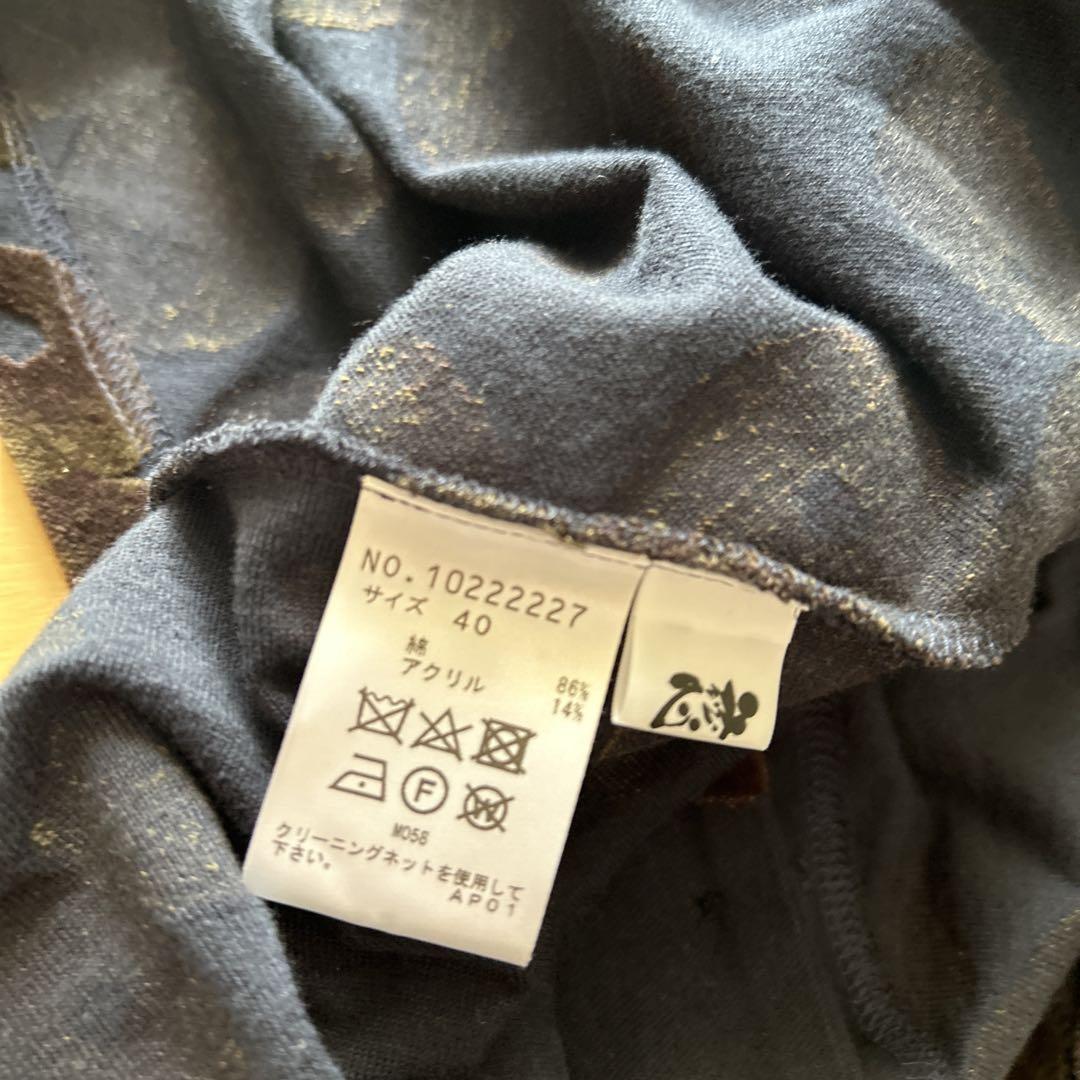 NO.10222227
サイズ 40
綿 86%
アクリル 14%
F
W
M058
クリーニングネットを使用して
下さい。
AP01